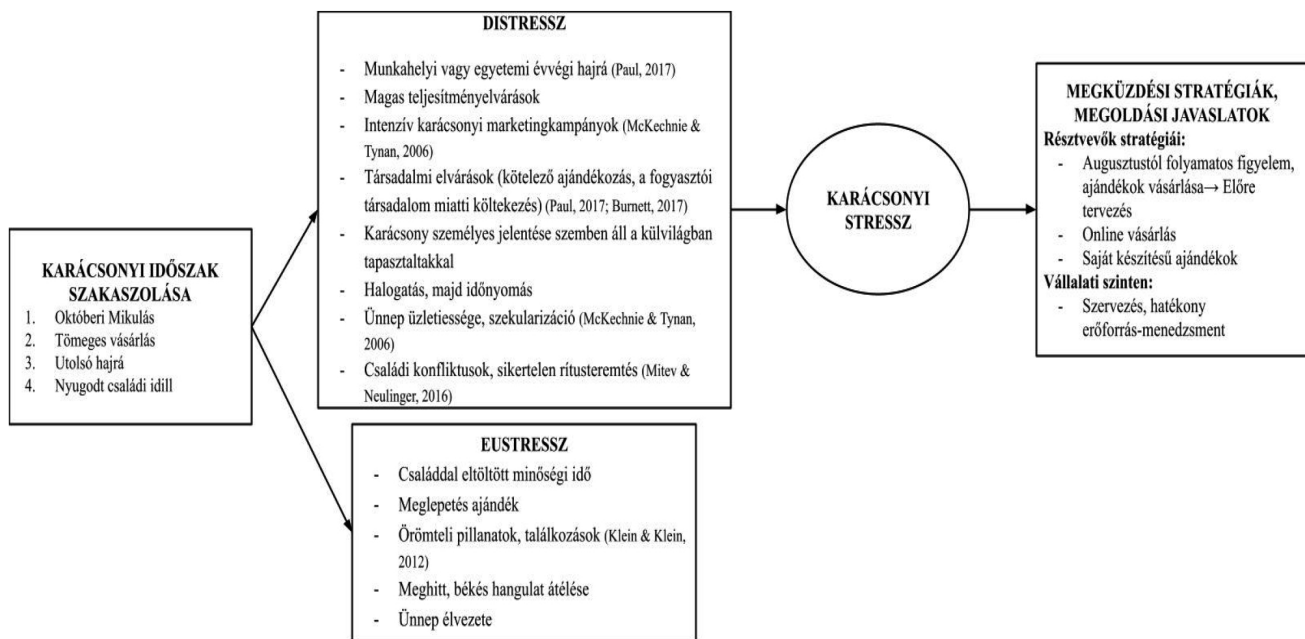 KARÁCSONYI IDŐSZAK
SZAKASZOLÁSA
1. Októberi Mikulás
2. Tömeges vásárlás
3. Utolsó hajrá
4. Nyugodt családi idill
DISTRESSZ
- Munkahelyi vagy egyetemi évvégi hajrá (Paul, 2017)
- Magas teljesítményelvárások
- Intenzív karácsonyi marketingkampányok (McKechnie &
Tynan, 2006)
- Társadalmi elvárások (kötelező ajándékozás, a fogyasztói
társadalom miatti költekezés) (Paul, 2017; Burnett, 2017)
- Karácsony személyes jelentése szemben áll a külvilágban
tapasztaltakkal
- Halogatás, majd időnyomás
- Ünnep üzletiessége, szekularizáció (McKechnie & Tynan,
2006)
- Családi konfliktusok, sikertelen rítusteremtés (Mitev &
Neulinger, 2016)
EUSTRESSZ
- Családdal eltöltött minőségi idő
- Meglepetés ajándék
- Örömteli pillanatok, találkozások (Klein & Klein,
2012)
- Meghitt, békés hangulat átélése
- Ünnep élvezete
KARÁCSONYI
STRESSZ
MEGKÜZDÉSI STRATÉGIÁK,
MEGOLDÁSI JAVASLATOK
Résztvevők stratégiái:
- Augusztustól folyamatos figyelem,
ajándékok vásárlása→ Előre
tervezés
- Online vásárlás
- Saját készítésű ajándékok
Vállalati szinten:
- Szervezés, hatékony
erőforrás-menedzsment